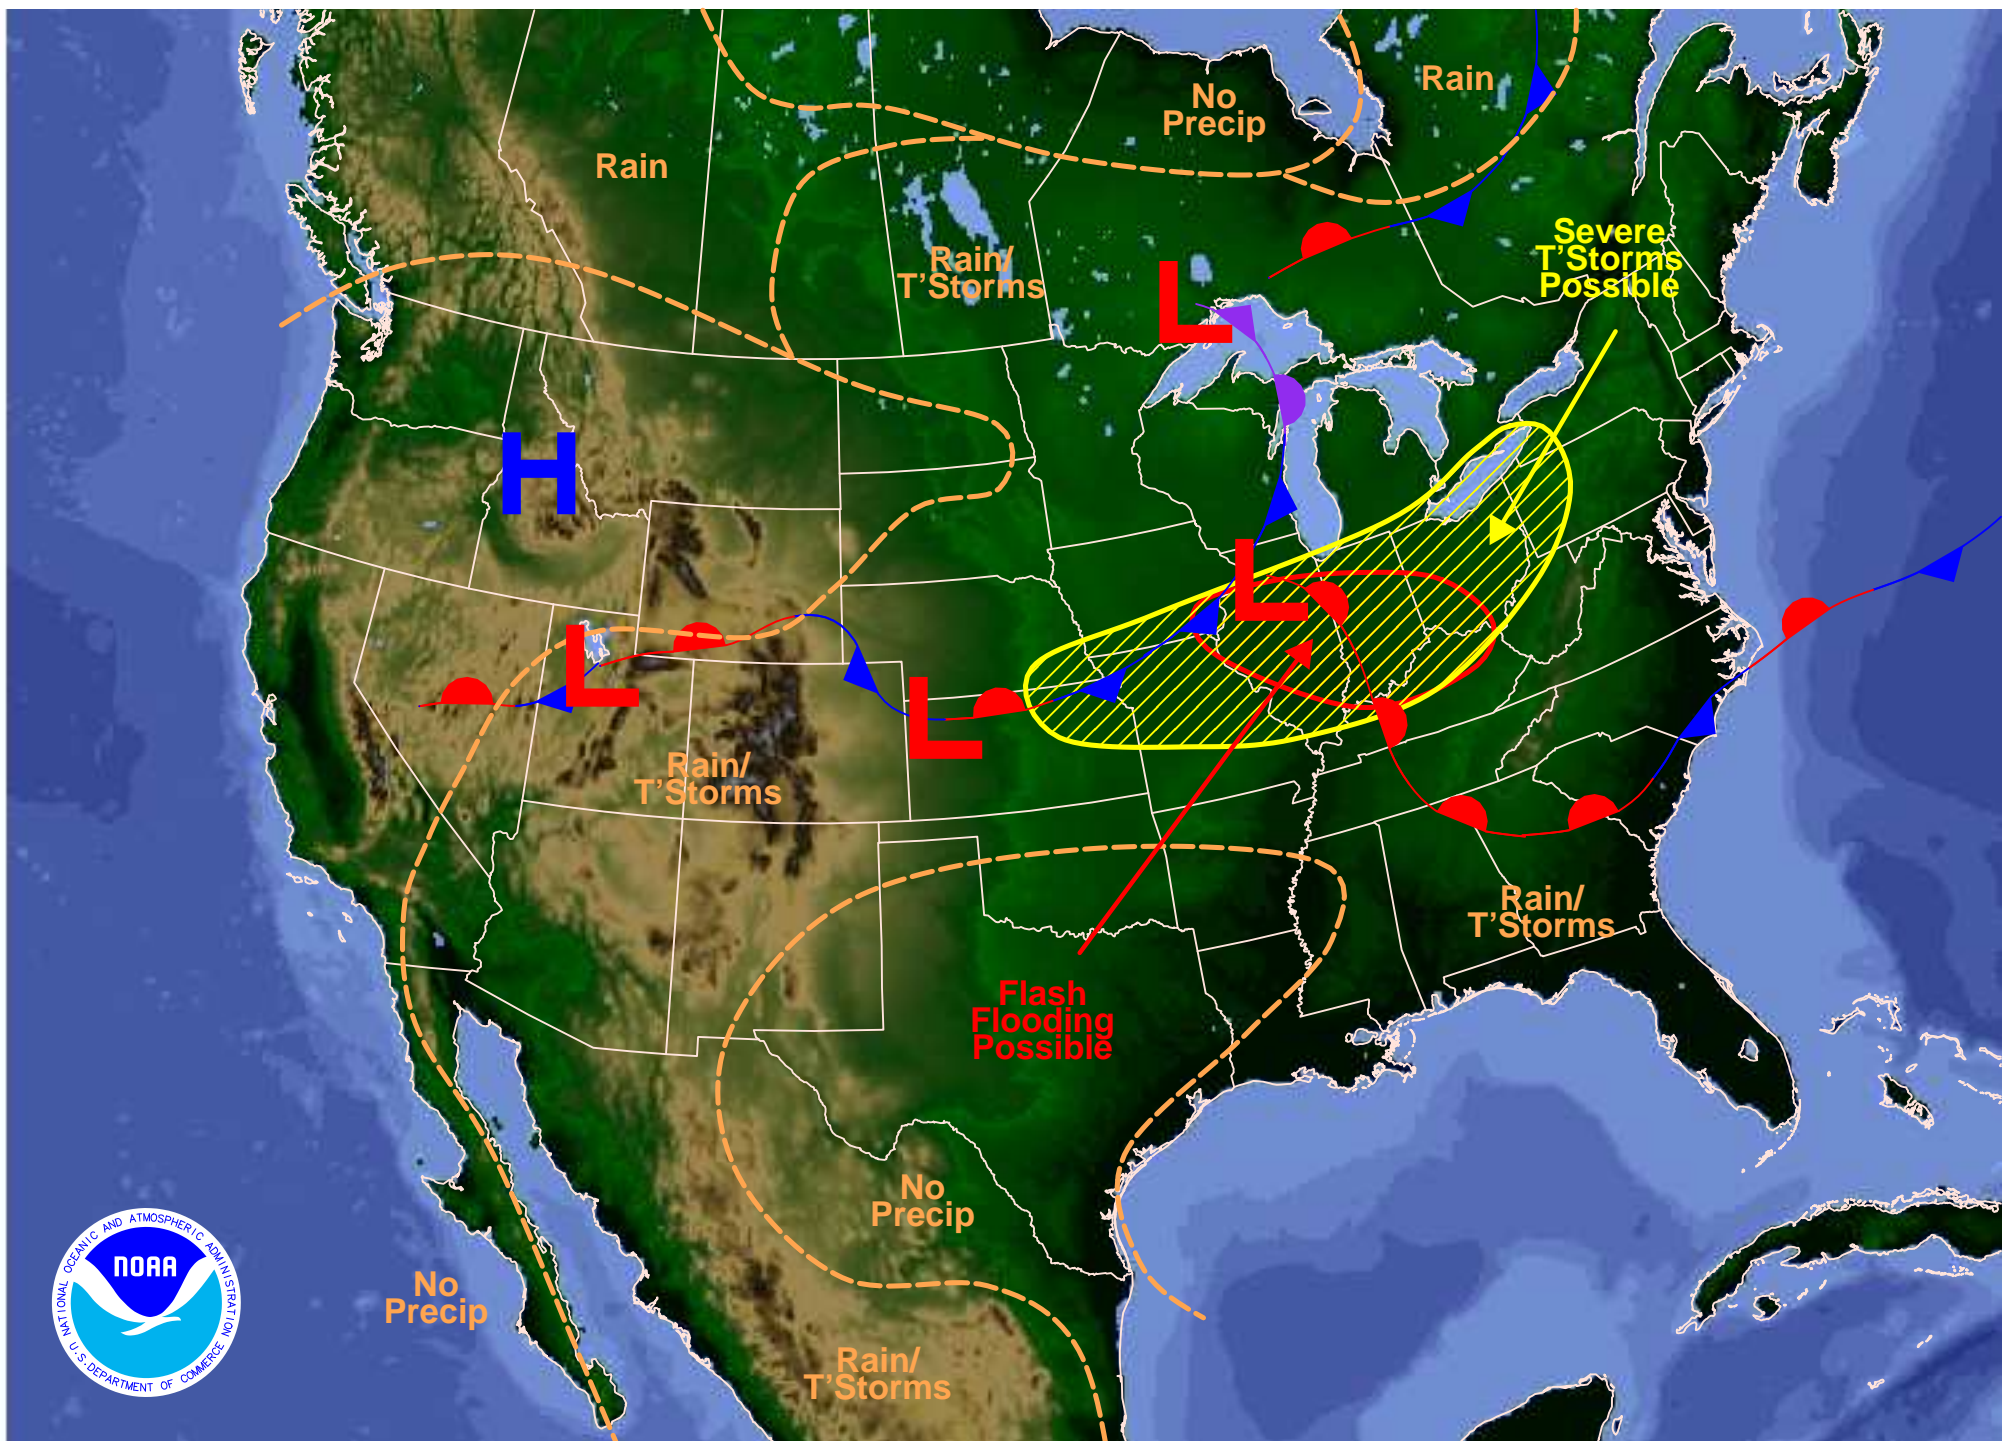 Rain
No
Precip
Rain
Rain/
T'Storms
L
Severe
T'Storms
Possible
H
L
L
L
Rain/
T'Storms
Rain/
T'Storms
Flash
Flooding
Possible
No
Precip
No
Precip
Rain/
T'Storms
NATIONAL OCEANIC AND ATMOSPHERIC ADMINISTRATION
NOAA
U.S. DEPARTMENT OF COMMERCE